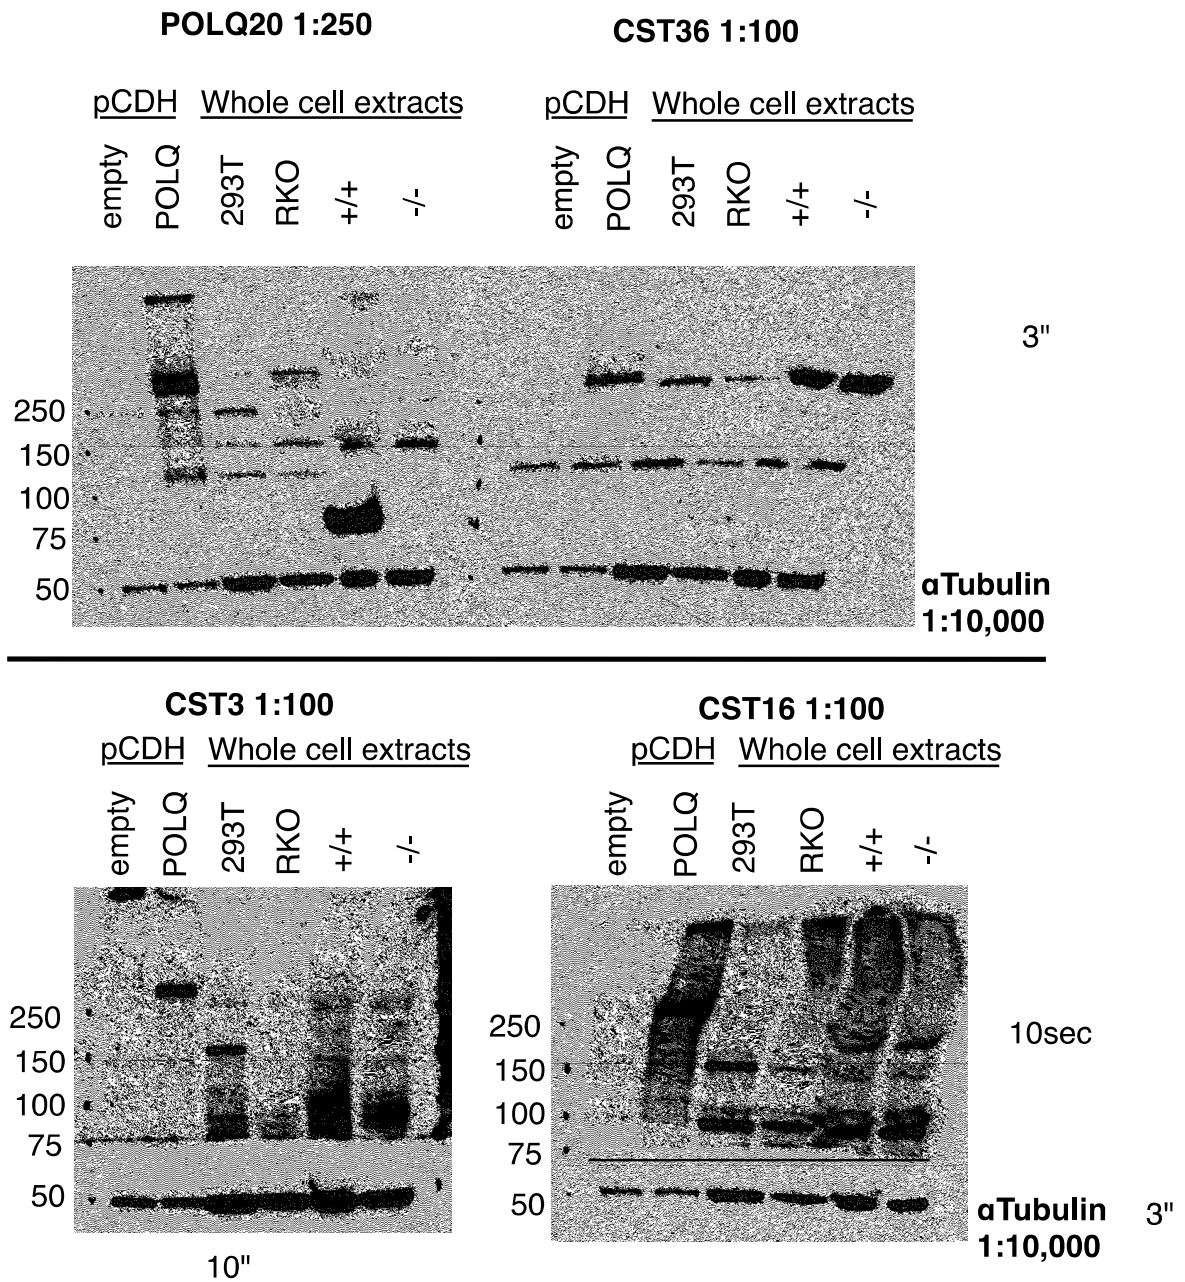 POLQ20 1:250
CST36 1:100
pCDH Whole cell extracts
pCDH Whole cell extracts
empty POLQ 293T RKO +/+ -/-
empty POLQ 293T RKO +/+ -/-
3"
250
150
100
75
50
αTubulin
1:10,000
CST3 1:100
CST16 1:100
pCDH Whole cell extracts
pCDH Whole cell extracts
empty POLQ 293T RKO +/+ -/-
empty POLQ 293T RKO +/+ -/-
250
150
100
75
50
10"
250
150
100
75
50
10sec
αTubulin
1:10,000
3"